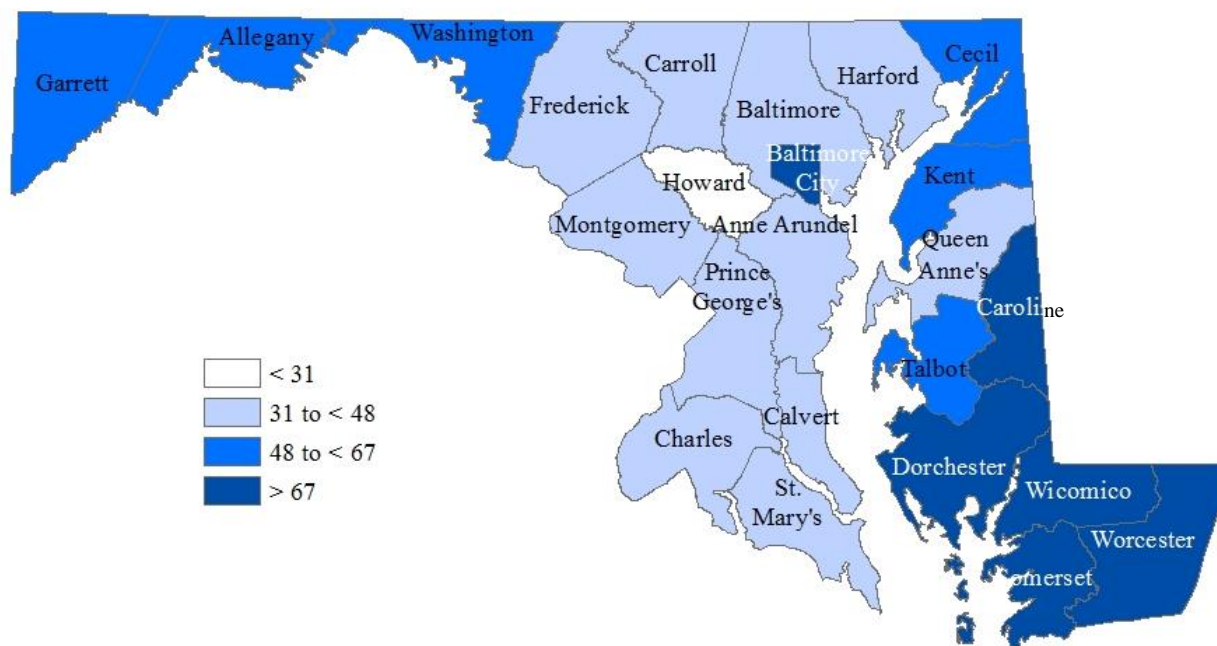 Garrett
Allegany
Washington
Frederick
Carroll
Baltimore
Harford
Cecil
Baltimore
City
Howard
Montgomery
Anne Arundel
Kent
Queen
Anne's
Prince
George's
Caroline
Talbot
Calvert
Charles
St.
Mary's
Dorchester
Wicomico
Worcester
omerset
< 31
31 to < 48
48 to < 67
> 67